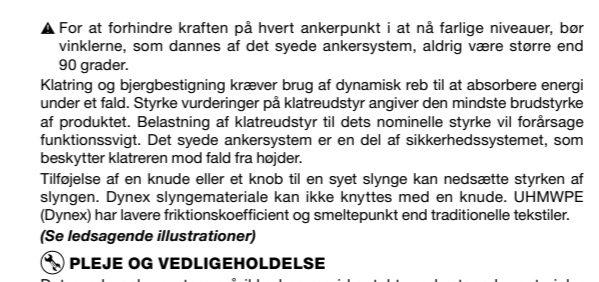 ⚠ For at forhindre kraften på hvert ankerpunkt i at nå farlige niveauer, bør
vinklerne, som dannes af det syede ankersystem, aldrig være større end
90 grader.
Klatring og bjergbestigning kræver brug af dynamisk reb til at absorbere energi
under et fald. Styrke vurderinger på klatreudstyr angiver den mindste brudstyrke
af produktet. Belastning af klatreudstyr til dets nominelle styrke vil forårsage
funktionssvigt. Det syede ankersystem er en del af sikkerhedssystemet, som
beskytter klatreren mod fald fra højder.
Tilføjelse af en knude eller et knob til en syet slynge kan nedsætte styrken af
slyngen. Dynex slyngemateriale kan ikke knyttes med en knude. UHMWPE
(Dynex) har lavere friktionskoefficient og smeltepunkt end traditionelle tekstiler.
(Se ledsagende illustrationer)
PLEJE OG VEDLIGEHOLDELSE